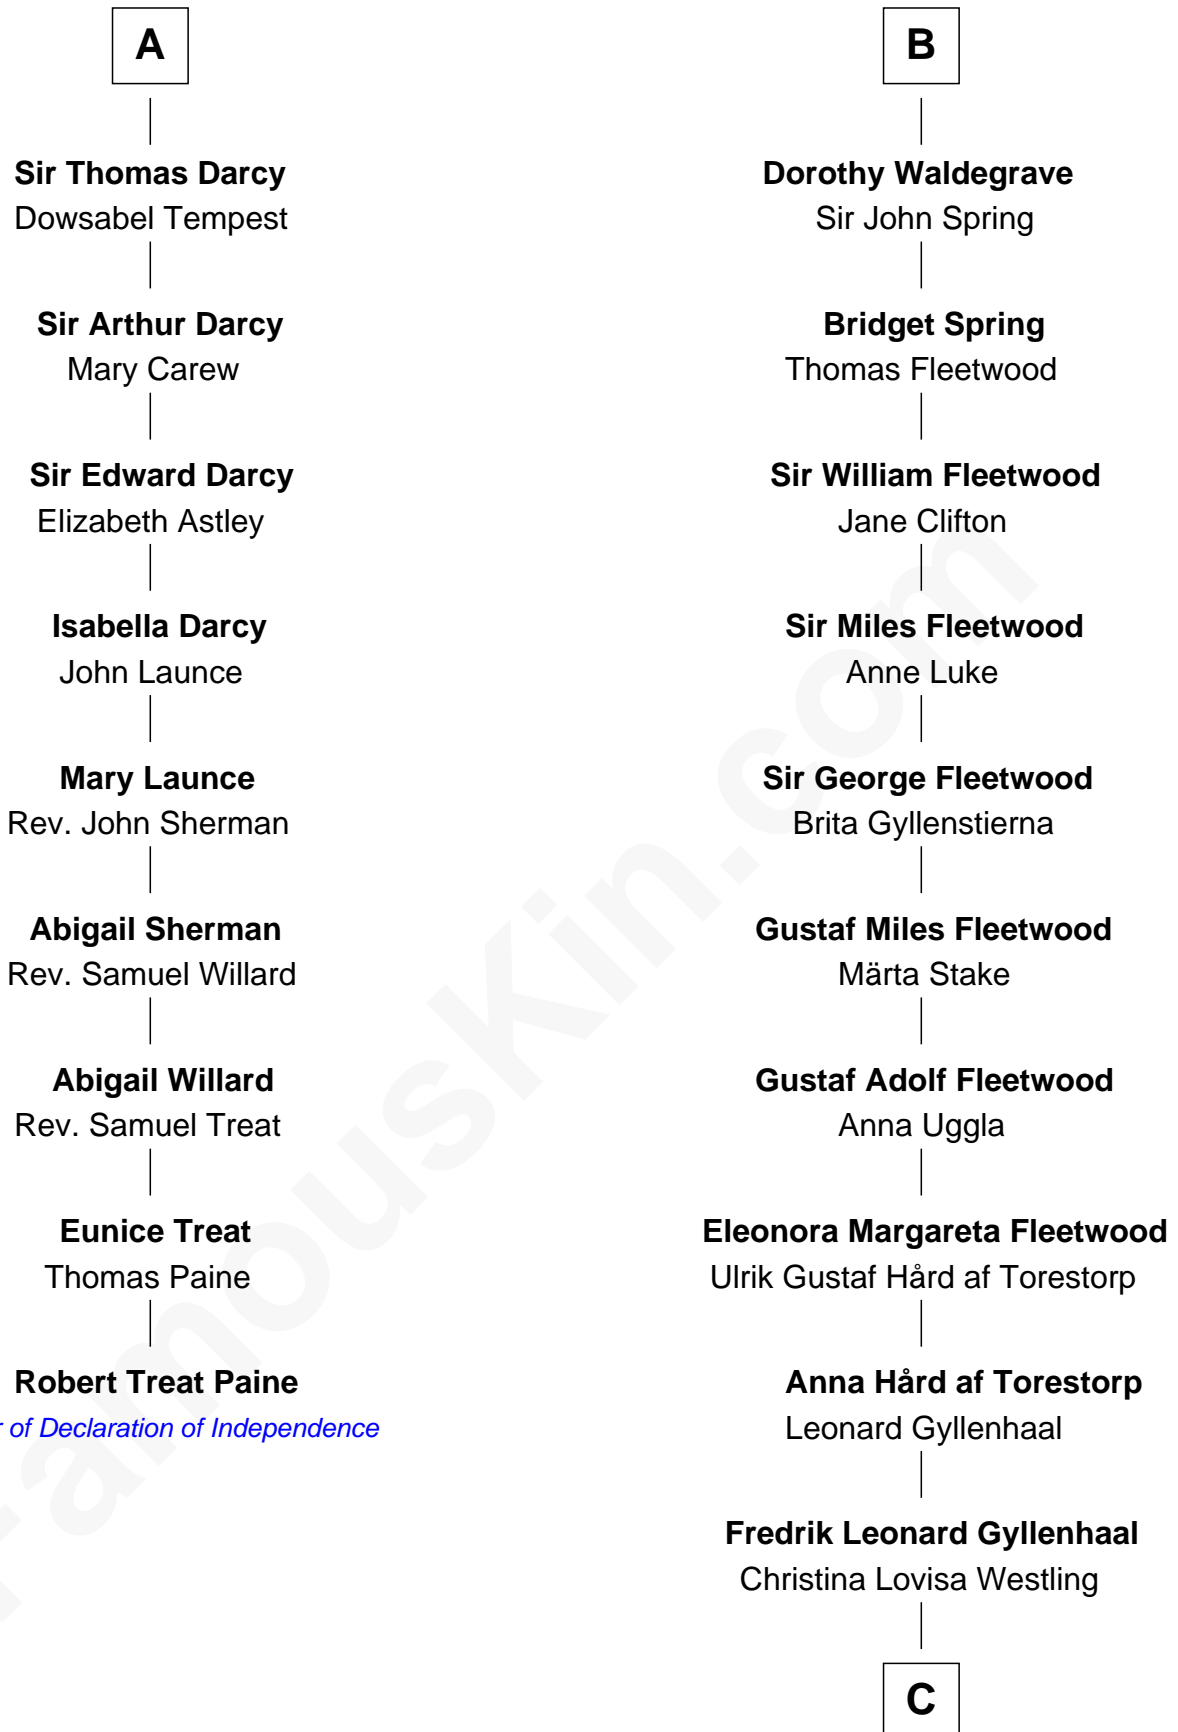 A
Sir Thomas Darcy
Dowsabel Tempest
Sir Arthur Darcy
Mary Carew
Sir Edward Darcy
Elizabeth Astley
Isabella Darcy
John Launce
Mary Launce
Rev. John Sherman
Abigail Sherman
Rev. Samuel Willard
Abigail Willard
Rev. Samuel Treat
Eunice Treat
Thomas Paine
Robert Treat Paine
of Declaration of Independence
B
Dorothy Waldegrave
Sir John Spring
Bridget Spring
Thomas Fleetwood
Sir William Fleetwood
Jane Clifton
Sir Miles Fleetwood
Anne Luke
Sir George Fleetwood
Brita Gyllenstierna
Gustaf Miles Fleetwood
Märta Stake
Gustaf Adolf Fleetwood
Anna Uggla
Eleonora Margareta Fleetwood
Ulrik Gustaf Hård af Torestorp
Anna Hård af Torestorp
Leonard Gyllenhaal
Fredrik Leonard Gyllenhaal
Christina Lovisa Westling
C
FamousKin.com